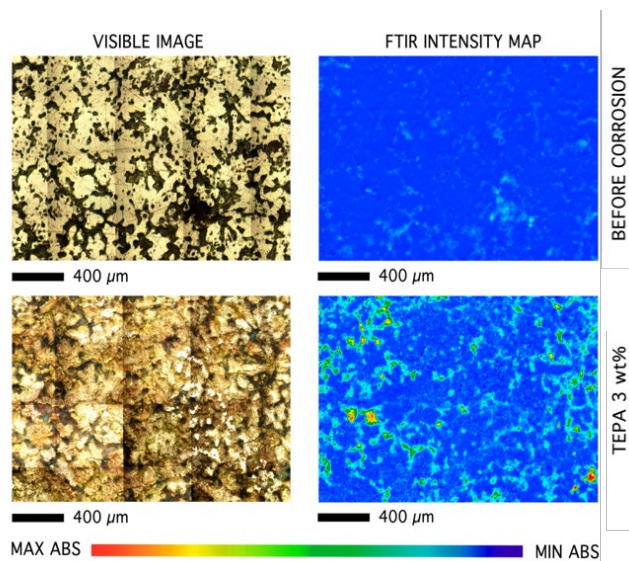 VISIBLE IMAGE
FTIR INTENSITY MAP
BEFORE CORROSION
400 µm
400 µm
TEPA 3 wt%
400 µm
400 µm
MAX ABS
MIN ABS